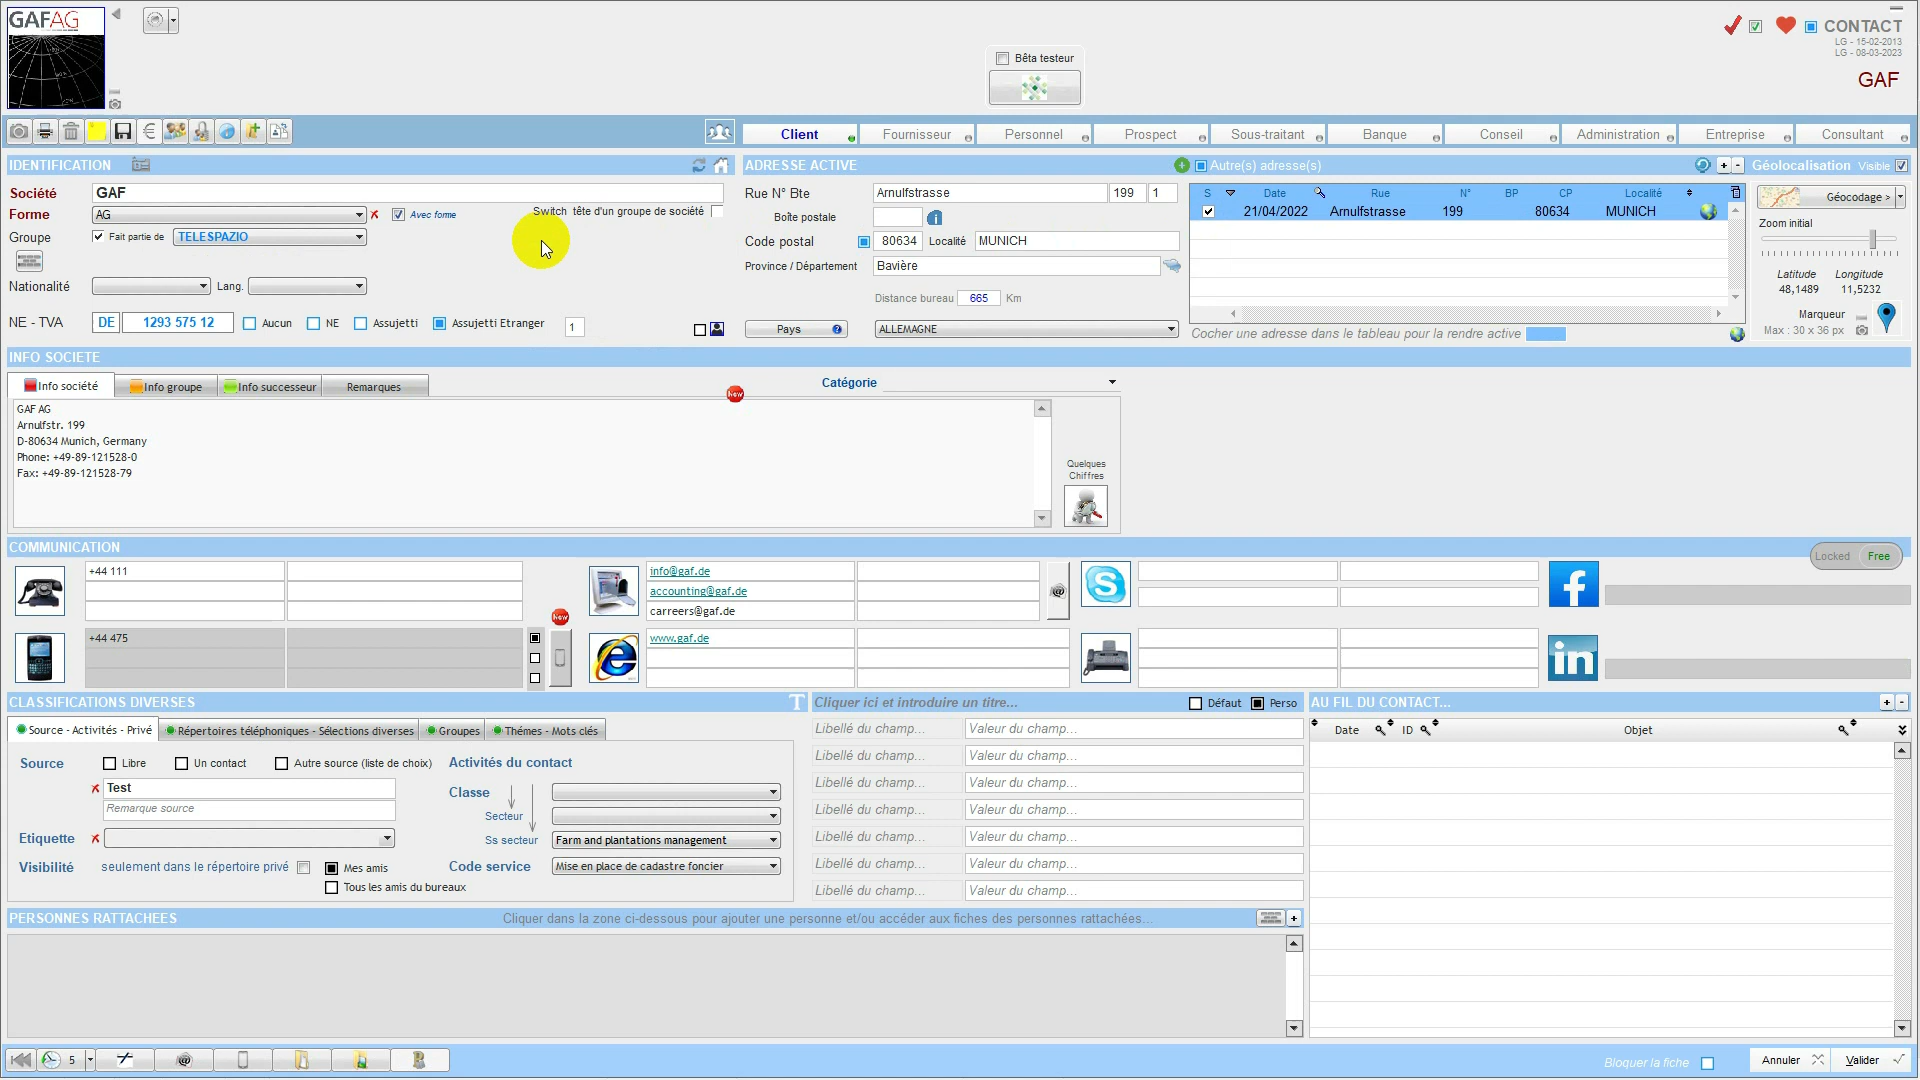 GAFAG
Bêta testeur
CONTACT
LG - 15-02-2013
LG - 08-03-2023
GAF
Client
Fournisseur
Personnel
Prospect
Sous-traitant
Banque
Conseil
Administration
Entreprise
Consultant
IDENTIFICATION
Société GAF
Forme AG Avec forme Switch tête d'un groupe de société
Groupe Fait partie de TELESPAZIO
Nationalité Lang.
NE - TVA DE 1293 575 12 Aucun NE Assujetti Assujetti Etranger 1
ADRESSE ACTIVE
Rue N° Bte Arnulfstrasse 199 1
Boîte postale
Code postal 80634 Localité MUNICH
Province / Département Bavière
Distance bureau 665 Km
Pays ALLEMAGNE
Autre(s) adresse(s)
S Date Rue N° BP CP Localité
21/04/2022 Arnulfstrasse 199 80634 MUNICH
Cocher une adresse dans le tableau pour la rendre active
Géolocalisation Visible
Géocodage >
Zoom initial
Latitude Longitude
48,1489 11,5232
Marqueur
Max : 30 x 36 px
INFO SOCIETE
Info société Info groupe Info successeur Remarques
New
Catégorie
GAF AG
Arnulfstr. 199
D-80634 Munich, Germany
Phone: +49-89-121528-0
Fax: +49-89-121528-79
Quelques
Chiffres
COMMUNICATION
Locked Free
+44 111
+44 475
New
info@gaf.de
accounting@gaf.de
carreers@gaf.de
www.gaf.de
CLASSIFICATIONS DIVERSES
Source - Activités - Privé Répertoires téléphoniques - Sélections diverses Groupes Thémes - Mots clés
Source Libre Un contact Autre source (liste de choix)
Test
Remarque source
Etiquette
Visibilité seulement dans le répertoire privé Mes amis
Tous les amis du bureaux
Activités du contact
Classe
Secteur
Ss secteur Farm and plantations management
Code service Mise en place de cadastre foncier
Cliquer ici et introduire un titre... Défaut Perso
Libellé du champ... Valeur du champ...
Libellé du champ... Valeur du champ...
Libellé du champ... Valeur du champ...
Libellé du champ... Valeur du champ...
Libellé du champ... Valeur du champ...
Libellé du champ... Valeur du champ...
Libellé du champ... Valeur du champ...
AU FIL DU CONTACT...
Date ID Objet
PERSONNES RATTACHEES Cliquer dans la zone ci-dessous pour ajouter une personne et/ou accéder aux fiches des personnes rattachées...
5
Bloquer la fiche
Annuler
Valider